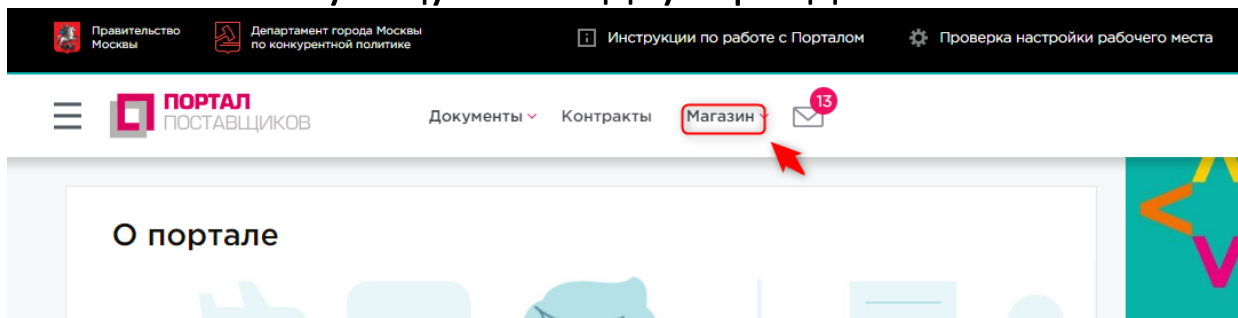 Правительство
Москвы
Департамент города Москвы
по конкурентной политике
Инструкции по работе с Порталом
Проверка настройки рабочего места
ПОРТАЛ
ПОСТАВЩИКОВ
Документы
Контракты
Магазин
13
О портале